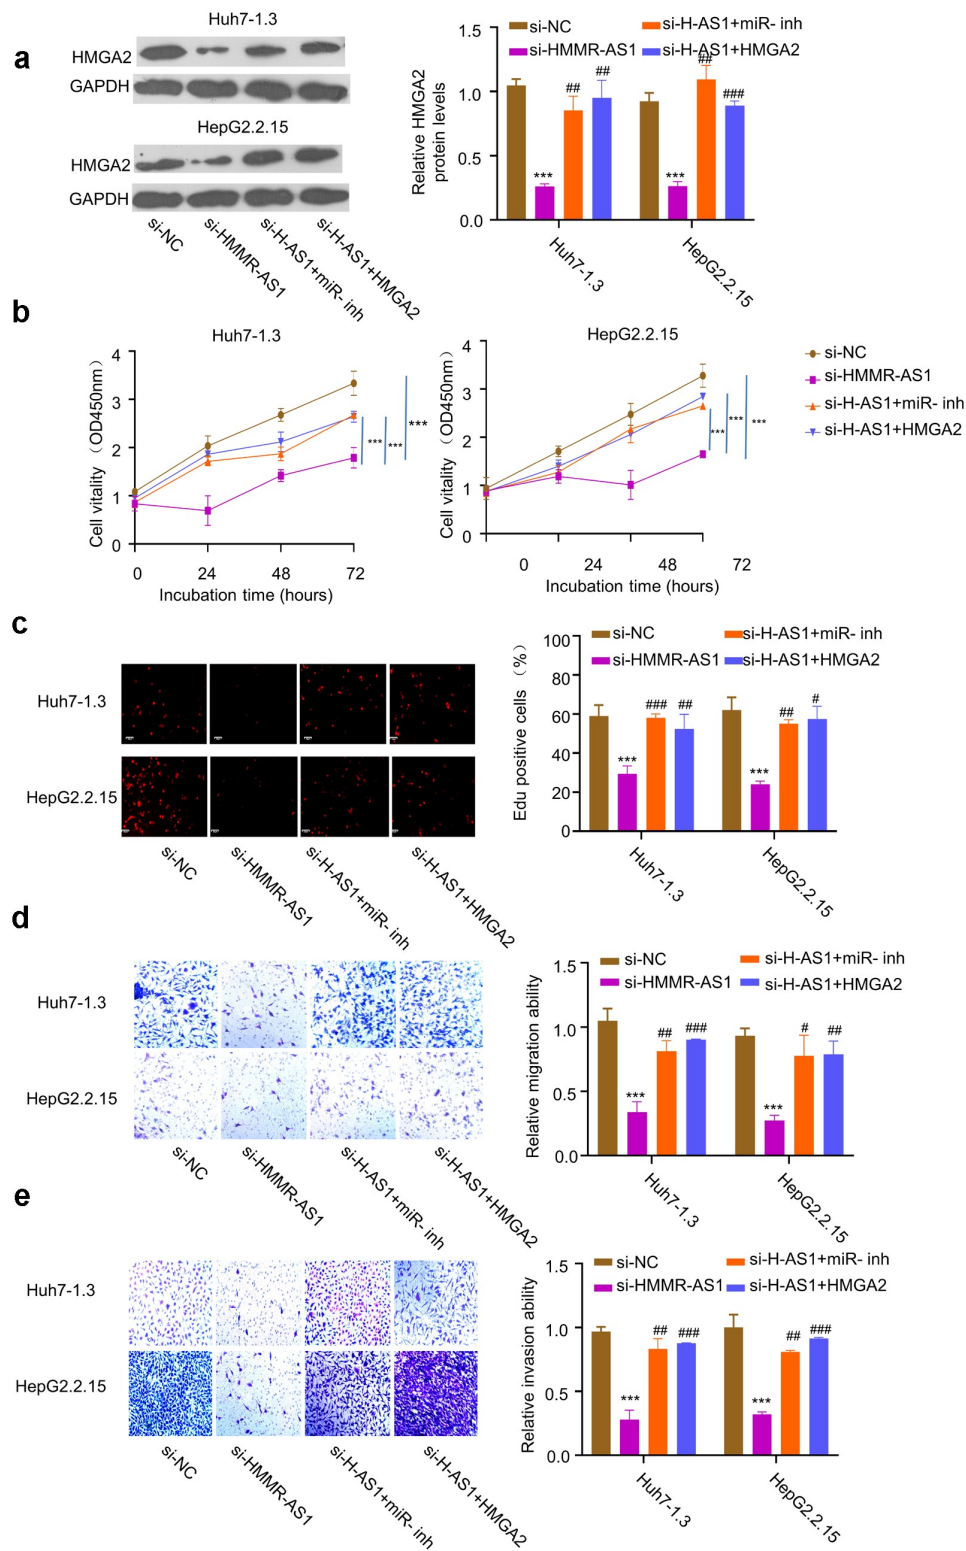 a
Huh7-1.3
HMGA2
GAPDH
HepG2.2.15
HMGA2
GAPDH
si-NC
si-HMMR-AS1
si-H-AS1+miR- inh
si-H-AS1+HMGA2
si-NC
si-H-AS1+miR- inh
si-HMMR-AS1
si-H-AS1+HMGA2
Relative HMGA2
protein levels
1.5
1.0
0.5
0.0
***
##
##
***
##
###
Huh7-1.3
HepG2.2.15
b
Huh7-1.3
Cell vitality（OD450nm）
4
3
2
1
0
0 24 48 72
Incubation time (hours)
***
***
***
HepG2.2.15
Cell vitality（OD450nm）
4
3
2
1
0
0 24 48 72
Incubation time (hours)
***
***
***
si-NC
si-HMMR-AS1
si-H-AS1+miR- inh
si-H-AS1+HMGA2
c
Huh7-1.3
HepG2.2.15
si-NC
si-HMMR-AS1
si-H-AS1+miR- inh
si-H-AS1+HMGA2
si-NC
si-H-AS1+miR- inh
si-HMMR-AS1
si-H-AS1+HMGA2
Edu positive cells（%）
100
80
60
40
20
0
***
###
##
***
##
#
Huh7-1.3
HepG2.2.15
d
Huh7-1.3
HepG2.2.15
si-NC
si-HMMR-AS1
si-H-AS1+miR- inh
si-H-AS1+HMGA2
si-NC
si-H-AS1+miR- inh
si-HMMR-AS1
si-H-AS1+HMGA2
Relative migration ability
1.5
1.0
0.5
0.0
***
##
###
***
#
##
Huh7-1.3
HepG2.2.15
e
Huh7-1.3
HepG2.2.15
si-NC
si-HMMR-AS1
si-H-AS1+miR- inh
si-H-AS1+HMGA2
si-NC
si-H-AS1+miR- inh
si-HMMR-AS1
si-H-AS1+HMGA2
Relative invasion ability
1.5
1.0
0.5
0.0
***
##
###
***
##
###
Huh7-1.3
HepG2.2.15